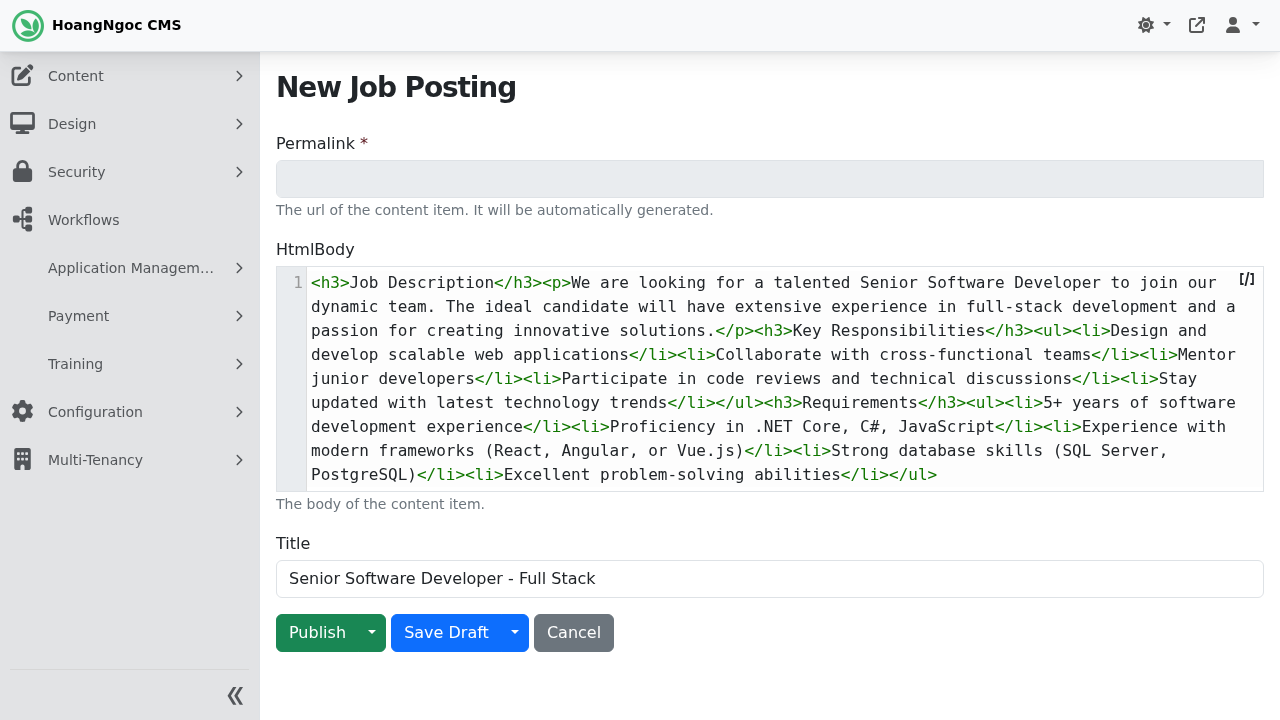 HoangNgoc CMS
Content
Design
Security
Workflows
Application Managem...
Payment
Training
Configuration
Multi-Tenancy
New Job Posting
Permalink *
The url of the content item. It will be automatically generated.
HtmlBody
1
<h3>Job Description</h3><p>We are looking for a talented Senior Software Developer to join our
dynamic team. The ideal candidate will have extensive experience in full-stack development and a
passion for creating innovative solutions.</p><h3>Key Responsibilities</h3><ul><li>Design and
develop scalable web applications</li><li>Collaborate with cross-functional teams</li><li>Mentor
junior developers</li><li>Participate in code reviews and technical discussions</li><li>Stay
updated with latest technology trends</li></ul><h3>Requirements</h3><ul><li>5+ years of software
development experience</li><li>Proficiency in .NET Core, C#, JavaScript</li><li>Experience with
modern frameworks (React, Angular, or Vue.js)</li><li>Strong database skills (SQL Server,
PostgreSQL)</li><li>Excellent problem-solving abilities</li></ul>
[/]
The body of the content item.
Title
Senior Software Developer - Full Stack
Publish
Save Draft
Cancel